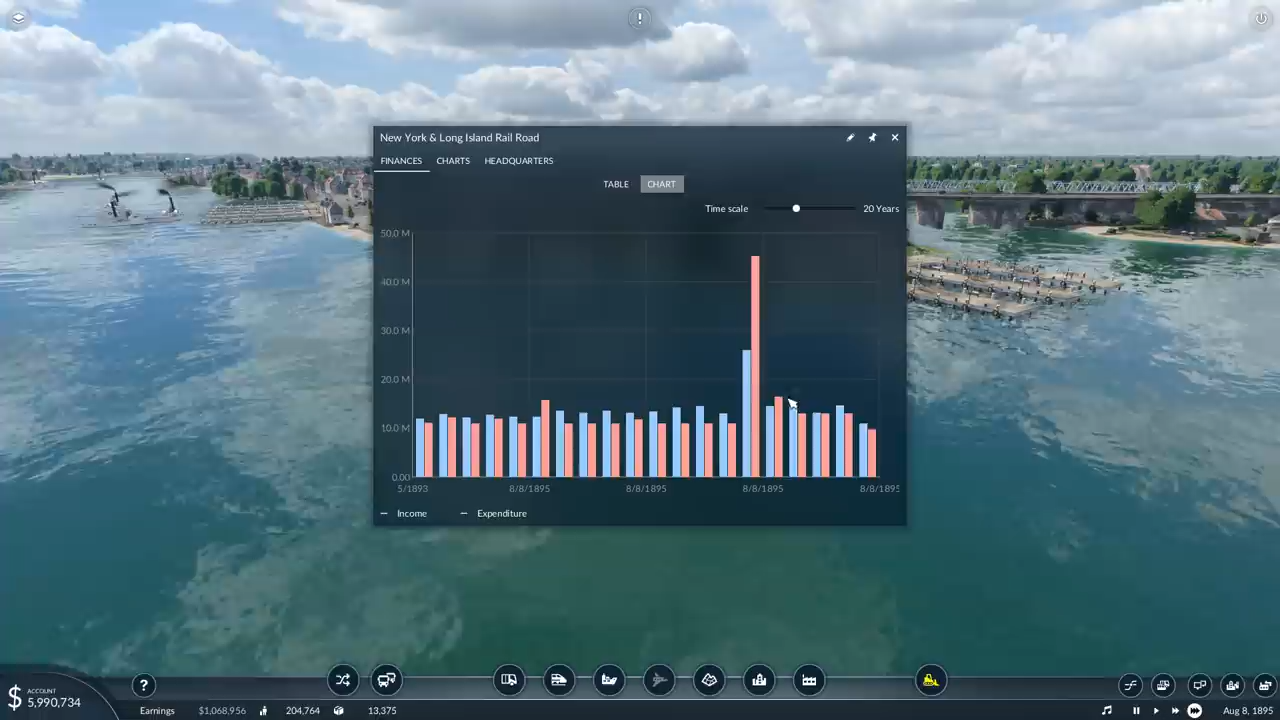 New York & Long Island Rail Road
FINANCES CHARTS HEADQUARTERS
TABLE CHART
Time scale 20 Years
50.0 M
40.0 M
30.0 M
20.0 M
10.0 M
0.00
5/1893 8/8/1895 8/8/1895 8/8/1895 8/8/1895
Income Expenditure
$ ACCOUNT
5,990,734
?
Earnings $1,068,956 204,764 13,375 Aug 8, 1895